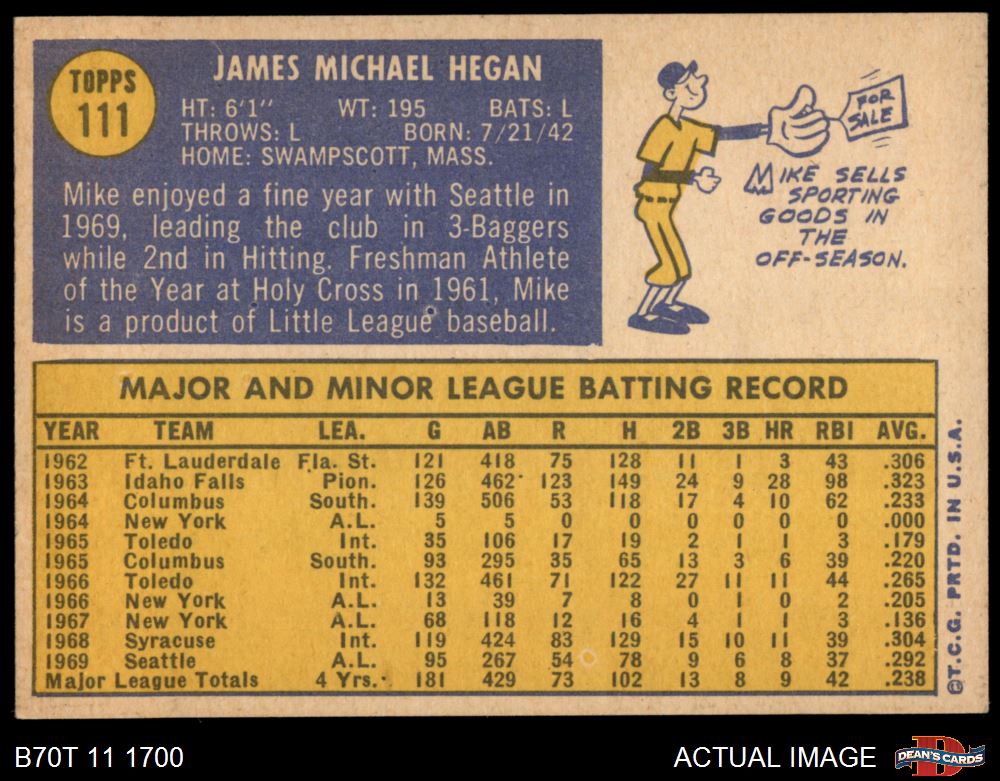 TOPPS
111
JAMES MICHAEL HEGAN
HT: 6'1" WT: 195 BATS: L
THROWS: L BORN: 7/21/42
HOME: SWAMPSCOTT, MASS.
Mike enjoyed a fine year with Seattle in
1969, leading the club in 3-Baggers
while 2nd in Hitting. Freshman Athlete
of the Year at Holy Cross in 1961, Mike
is a product of Little League baseball.
FOR
SALE
MIKE SELLS
SPORTING
GOODS IN
THE
OFF-SEASON.
MAJOR AND MINOR LEAGUE BATTING RECORD
YEAR TEAM LEA. G AB R H 2B 3B HR RBI AVG.
1962 Ft. Lauderdale Fla. St. 121 418 75 128 11 1 3 43 .306
1963 Idaho Falls Pion. 126 462 123 149 24 9 28 98 .323
1964 Columbus South. 139 506 53 118 17 4 10 62 .233
1964 New York A.L. 5 5 0 0 0 0 0 0 .000
1965 Toledo Int. 35 106 17 19 2 1 1 3 .179
1965 Columbus South. 93 295 35 65 13 3 6 39 .220
1966 Toledo Int. 132 461 71 122 27 11 11 44 .265
1966 New York A.L. 13 39 7 8 0 1 0 2 .205
1967 New York A.L. 68 118 12 16 4 1 1 3 .136
1968 Syracuse Int. 119 424 83 129 15 10 11 39 .304
1969 Seattle A.L. 95 267 54 78 9 6 8 37 .292
Major League Totals 4 Yrs. 181 429 73 102 13 8 9 42 .238
©T.C.G. PRTD. IN U.S.A.
B70T 11 1700
ACTUAL IMAGE
DEAN'S CARDS